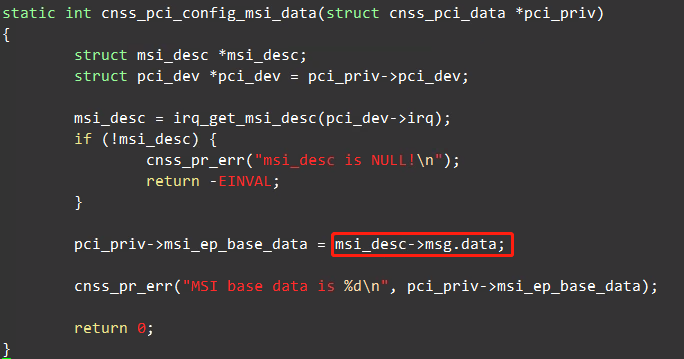 static int cnss_pci_config_msi_data(struct cnss_pci_data *pci_priv)
{
        struct msi_desc *msi_desc;
        struct pci_dev *pci_dev = pci_priv->pci_dev;

        msi_desc = irq_get_msi_desc(pci_dev->irq);
        if (!msi_desc) {
                cnss_pr_err("msi_desc is NULL!\n");
                return -EINVAL;
        }

        pci_priv->msi_ep_base_data = msi_desc->msg.data;

        cnss_pr_err("MSI base data is %d\n", pci_priv->msi_ep_base_data);

        return 0;
}